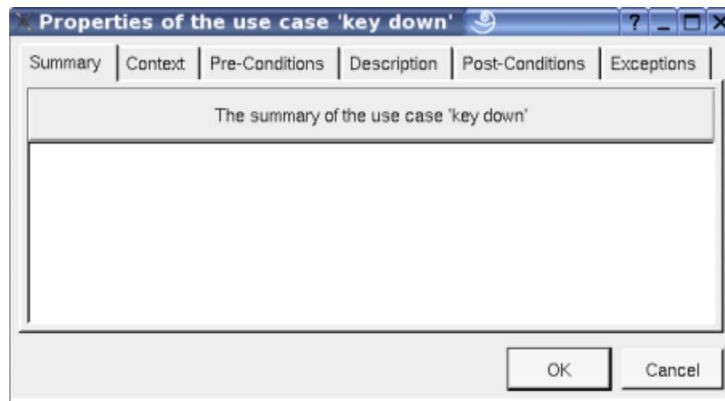 Properties of the use case 'key down'
Summary Context Pre-Conditions Description Post-Conditions Exceptions
The summary of the use case 'key down'
OK Cancel